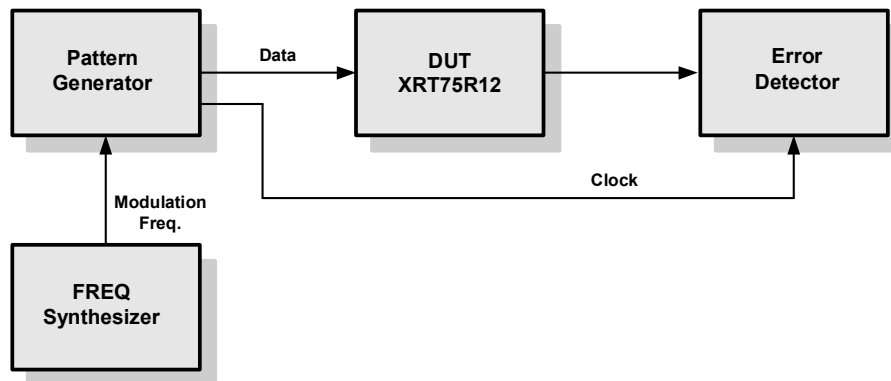 Pattern
Generator
Data
DUT
XRT75R12
Error
Detector
Clock
Modulation
Freq.
FREQ
Synthesizer